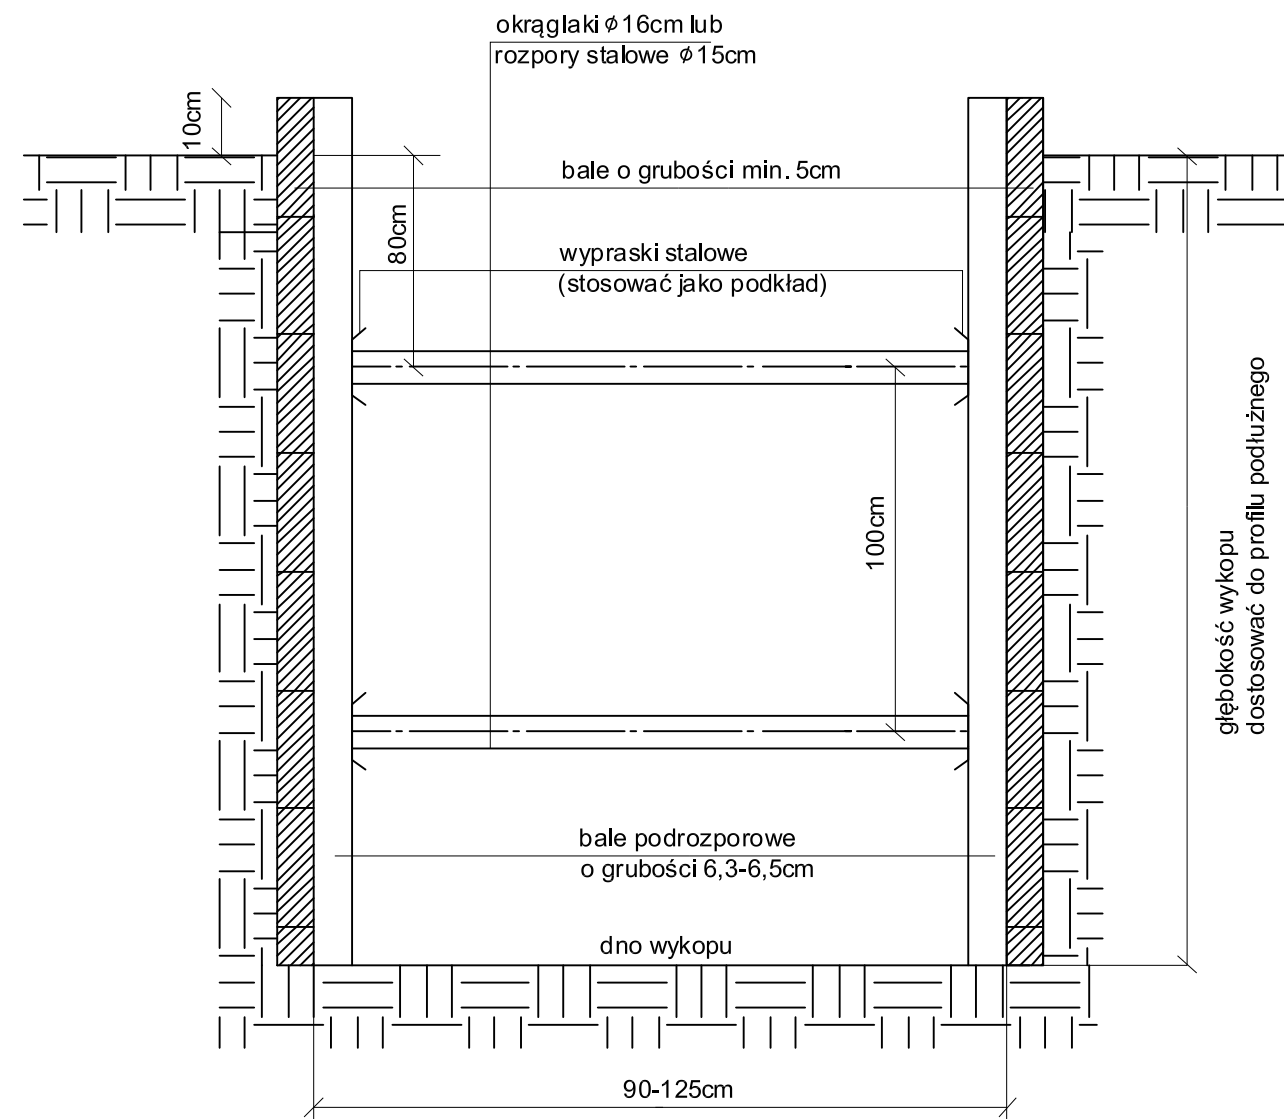 okrąglaki ϕ16cm lub
rozpory stalowe ϕ15cm
10cm
bale o grubości min. 5cm
80cm
wypraski stalowe
(stosować jako podkład)
100cm
głębokość wykopu
dostosować do profilu podłużnego
bale podrozporowe
o grubości 6,3-6,5cm
dno wykopu
90-125cm